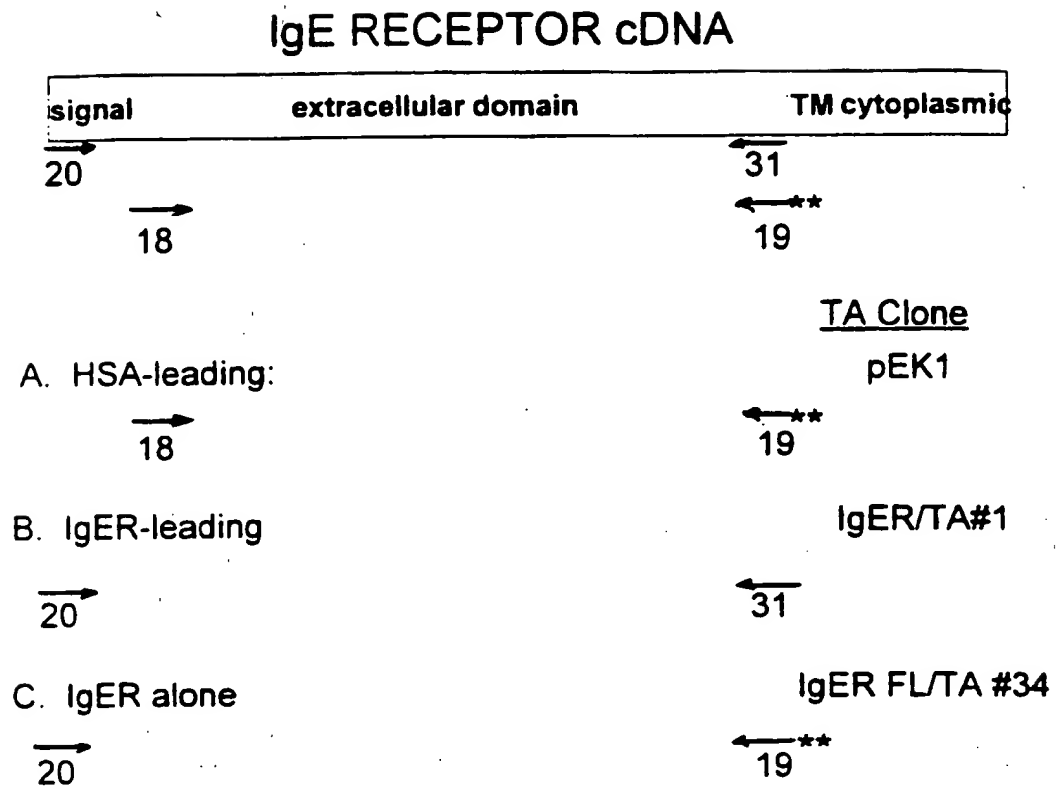 IgE RECEPTOR cDNA
signal extracellular domain TM cytoplasmic
20 31
18 ** 19
TA Clone
A. HSA-leading: pEK1
18 ** 19
B. IgER-leading IgER/TA#1
20 31
C. IgER alone IgER FL/TA #34
20 ** 19